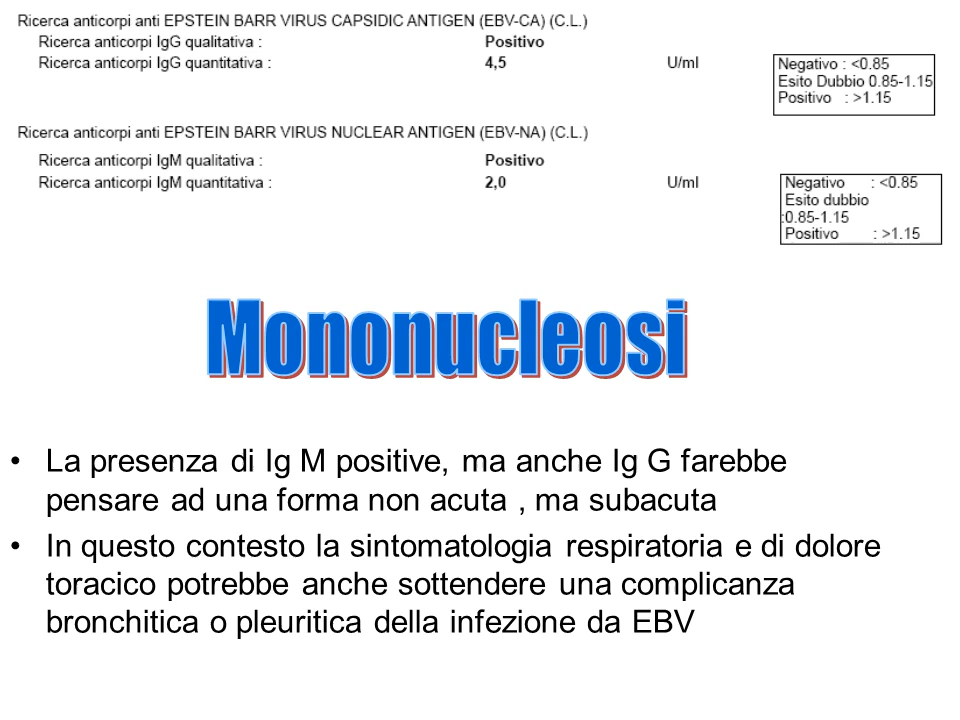 Ricerca anticorpi anti EPSTEIN BARR VIRUS CAPSIDIC ANTIGEN (EBV-CA) (C.L.)
Ricerca anticorpi IgG qualitativa : Positivo
Ricerca anticorpi IgG quantitativa : 4,5 U/ml
Negativo : <0.85
Esito Dubbio 0.85-1.15
Positivo : >1.15
Ricerca anticorpi anti EPSTEIN BARR VIRUS NUCLEAR ANTIGEN (EBV-NA) (C.L.)
Ricerca anticorpi IgM qualitativa : Positivo
Ricerca anticorpi IgM quantitativa : 2,0 U/ml
Negativo : <0.85
Esito dubbio
:0.85-1.15
Positivo : >1.15
Mononucleosi
• La presenza di Ig M positive, ma anche Ig G farebbe
pensare ad una forma non acuta , ma subacuta
• In questo contesto la sintomatologia respiratoria e di dolore
toracico potrebbe anche sottendere una complicanza
bronchitica o pleuritica della infezione da EBV